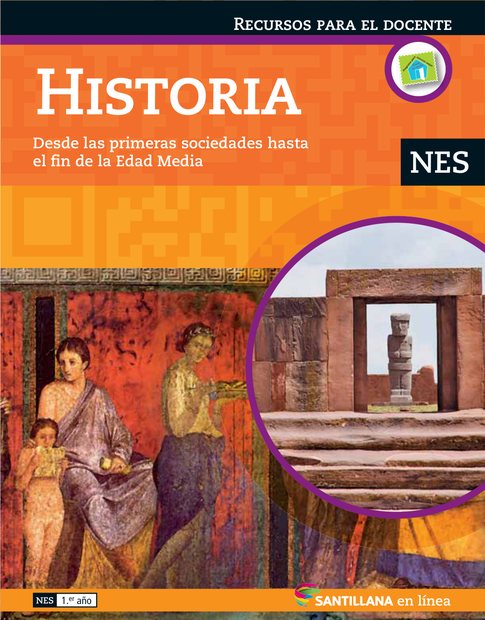 RECURSOS PARA EL DOCENTE
HISTORIA
Desde las primeras sociedades hasta
el fin de la Edad Media
NES
NES 1.er año
SANTILLANA en línea